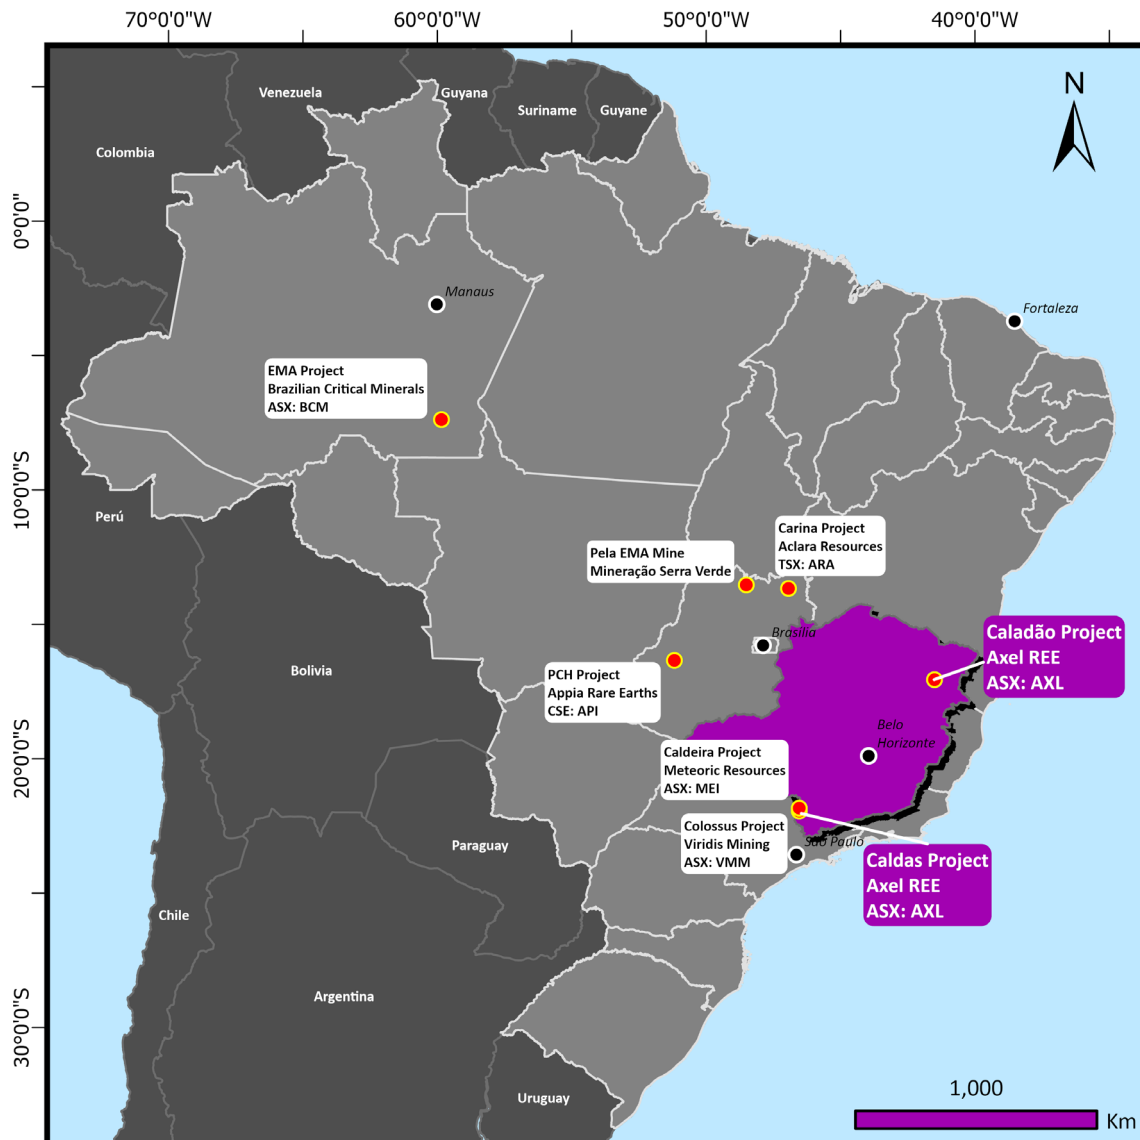 70°0'0"W
60°0'0"W
50°0'0"W
40°0'0"W
N
Venezuela
Guyana
Suriname
Guyane
Colombia
0°0'0"
Manaus
Fortaleza
EMA Project
Brazilian Critical Minerals
ASX: BCM
10°0'0"S
Perú
Carina Project
Aclara Resources
TSX: ARA
Pela EMA Mine
Mineração Serra Verde
Brasília
Caladão Project
Axel REE
ASX: AXL
Bolivia
PCH Project
Appia Rare Earths
CSE: API
Belo
Horizonte
20°0'0"S
Caldeira Project
Meteoric Resources
ASX: MEI
Colossus Project
Viridis Mining
ASX: VMM
São Paulo
Paraguay
Caldas Project
Axel REE
ASX: AXL
Chile
Argentina
30°0'0"S
Uruguay
1,000
Km